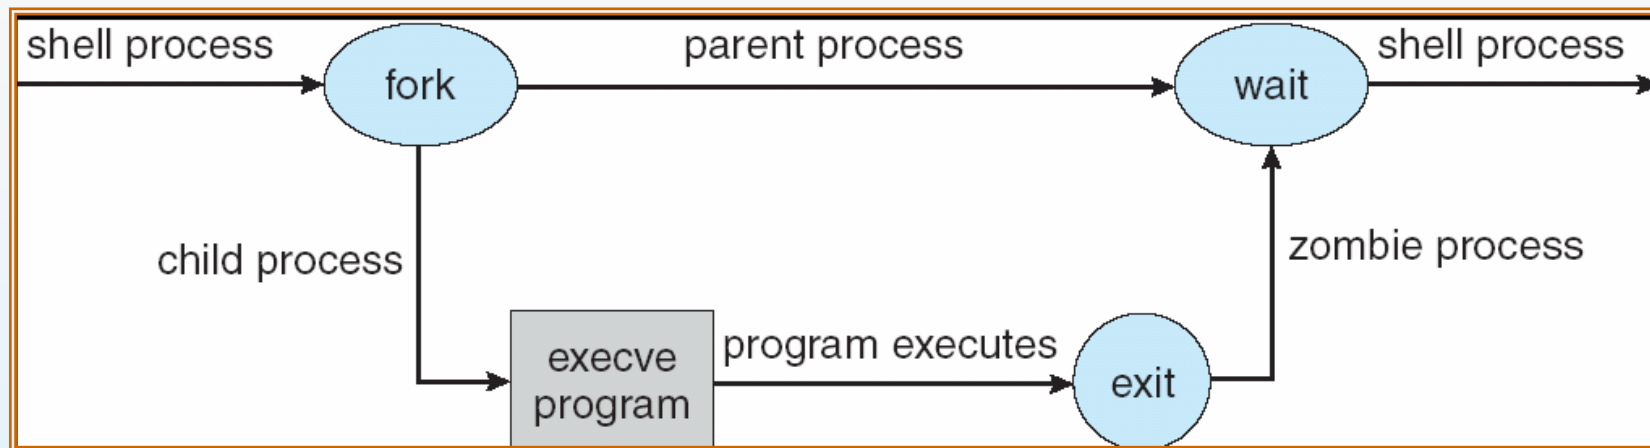 shell process
fork
parent process
wait
shell process
child process
zombie process
execve
program
program executes
exit